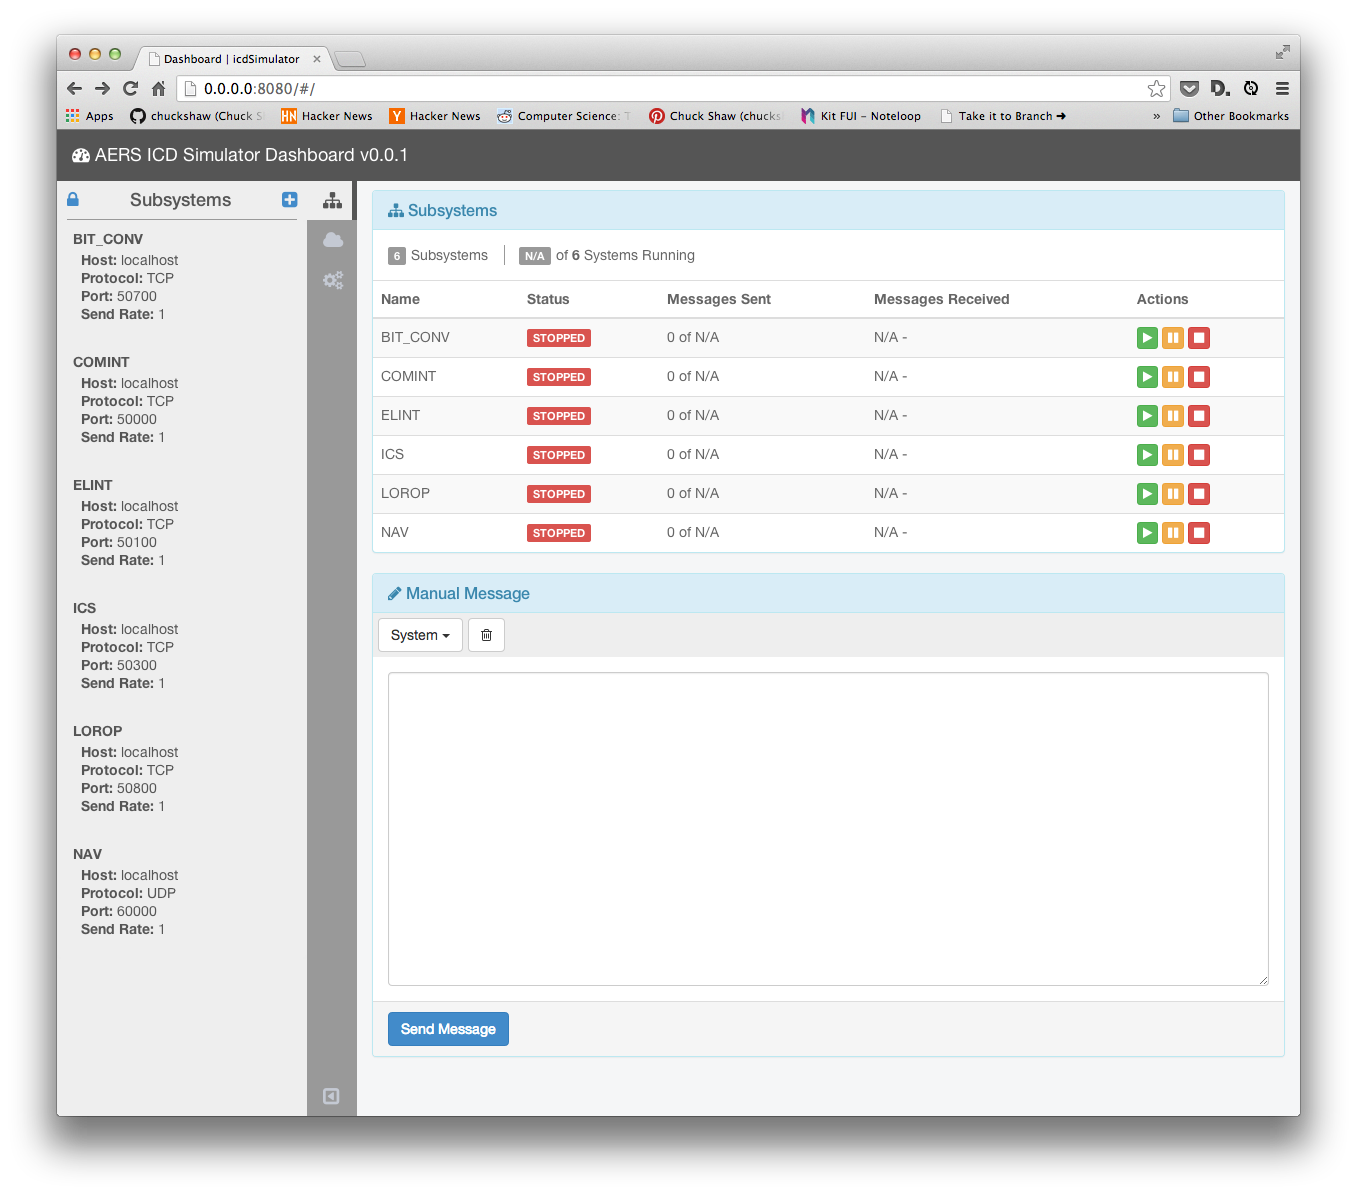 Dashboard | icdSimulator
0.0.0.0:8080/#/
Apps chuckshaw (Chuck Hacker News Hacker News Computer Science: Chuck Shaw (chucks Kit FUI – Noteloop Take it to Branch → » Other Bookmarks
AERS ICD Simulator Dashboard v0.0.1
Subsystems
BIT_CONV
Host: localhost
Protocol: TCP
Port: 50700
Send Rate: 1
COMINT
Host: localhost
Protocol: TCP
Port: 50000
Send Rate: 1
ELINT
Host: localhost
Protocol: TCP
Port: 50100
Send Rate: 1
ICS
Host: localhost
Protocol: TCP
Port: 50300
Send Rate: 1
LOROP
Host: localhost
Protocol: TCP
Port: 50800
Send Rate: 1
NAV
Host: localhost
Protocol: UDP
Port: 60000
Send Rate: 1
Subsystems
6 Subsystems N/A of 6 Systems Running
Name Status Messages Sent Messages Received Actions
BIT_CONV STOPPED 0 of N/A N/A -
COMINT STOPPED 0 of N/A N/A -
ELINT STOPPED 0 of N/A N/A -
ICS STOPPED 0 of N/A N/A -
LOROP STOPPED 0 of N/A N/A -
NAV STOPPED 0 of N/A N/A -
Manual Message
System
Send Message